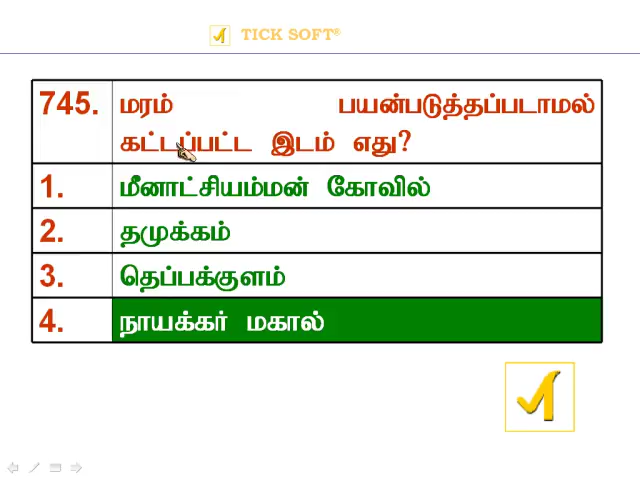 TICK SOFT®
745. மரம் பயன்படுத்தப்படாமல்
கட்டப்பட்ட இடம் எது?
1. மீனாட்சியம்மன் கோவில்
2. தமுக்கம்
3. தெப்பக்குளம்
4. நாயக்கர் மகால்